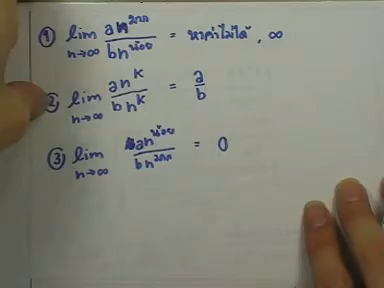 ① lim n→∞ an^มาก / bn^น้อย = หาค่าไม่ได้, ∞
② lim n→∞ an^k / bn^k = a/b
③ lim n→∞ an^น้อย / bn^มาก = 0